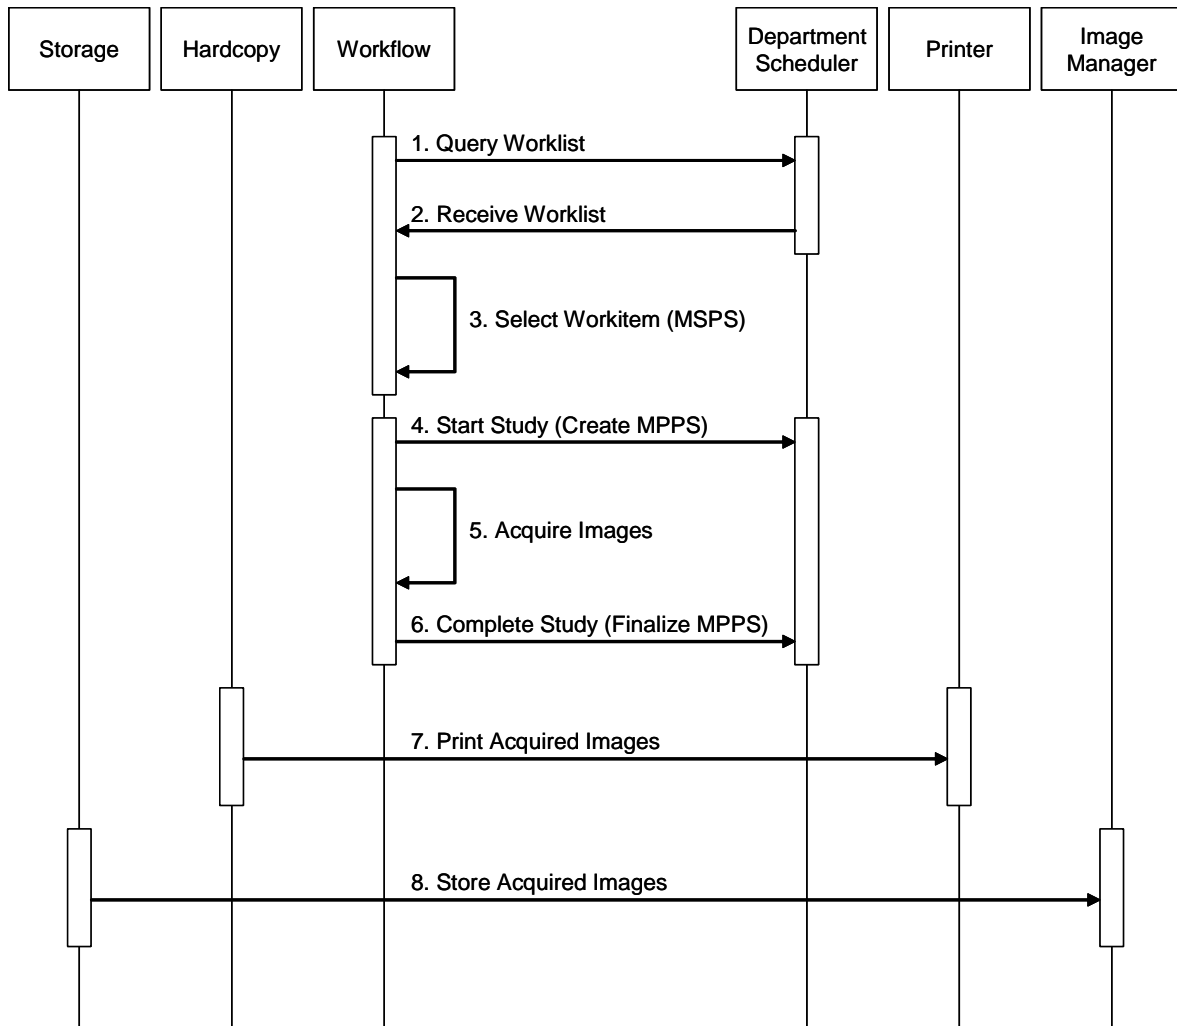 Storage
Hardcopy
Workflow
Department
Scheduler
Printer
Image
Manager
1. Query Worklist
2. Receive Worklist
3. Select Workitem (MSPS)
4. Start Study (Create MPPS)
5. Acquire Images
6. Complete Study (Finalize MPPS)
7. Print Acquired Images
8. Store Acquired Images